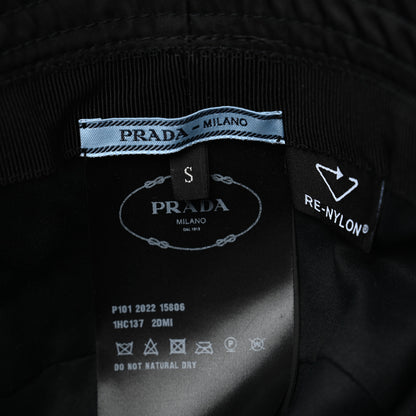 PRADA - MILANO
S
PRADA
MILANO
DAL 1913
RE-NYLON®
P101 2022 15806
1HC137 2DMI
DO NOT NATURAL DRY